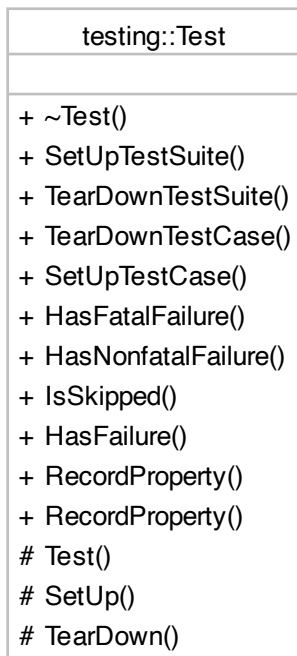 testing::Test
+ ~Test()
+ SetUpTestSuite()
+ TearDownTestSuite()
+ TearDownTestCase()
+ SetUpTestCase()
+ HasFatalFailure()
+ HasNonfatalFailure()
+ IsSkipped()
+ HasFailure()
+ RecordProperty()
+ RecordProperty()
# Test()
# SetUp()
# TearDown()